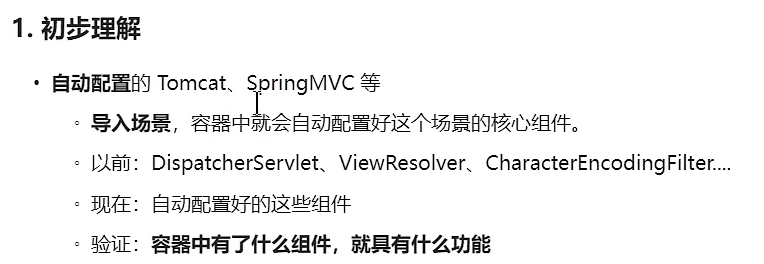 1. 初步理解
• 自动配置的 Tomcat、SpringMVC 等
◦ 导入场景，容器中就会自动配置好这个场景的核心组件。
◦ 以前：DispatcherServlet、ViewResolver、CharacterEncodingFilter....
◦ 现在：自动配置好的这些组件
◦ 验证：容器中有了什么组件，就具有什么功能